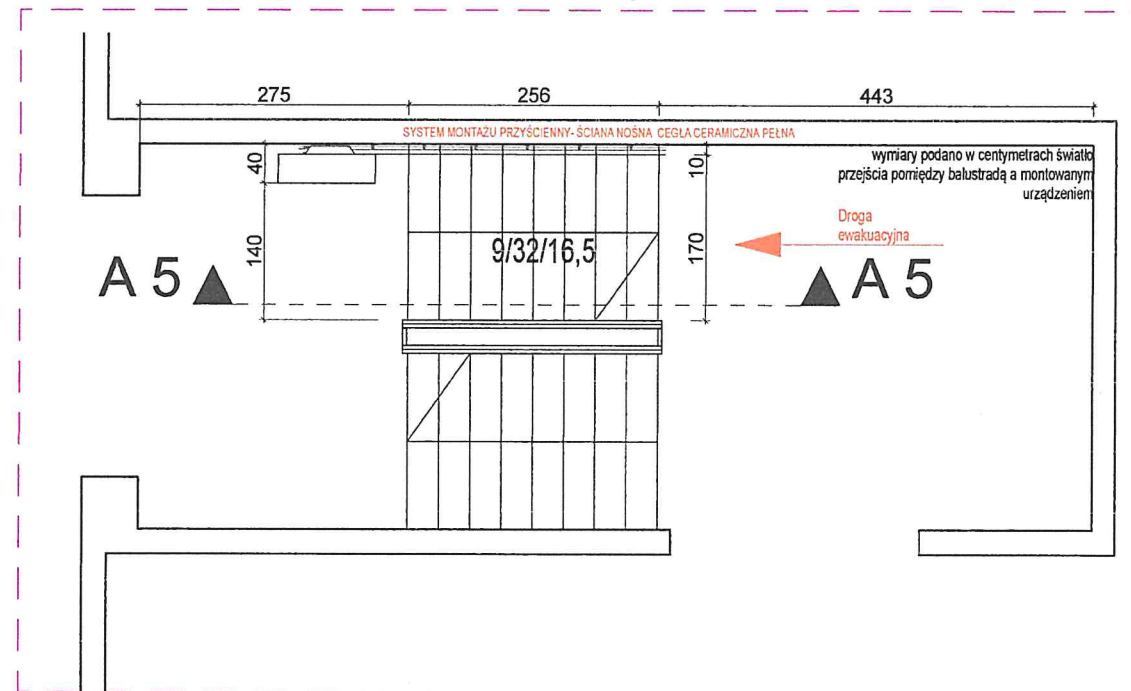 275
256
443
SYSTEM MONTAŻU PRZYŚCIENNY- ŚCIANA NOŚNA CEGŁA CERAMICZNA PEŁNA
wymiary podano w centymetrach światło
przejścia pomiędzy balustradą a montowanym
urządzeniem
40
10
140
170
9/32/16,5
Droga
ewakuacyjna
A 5
A 5